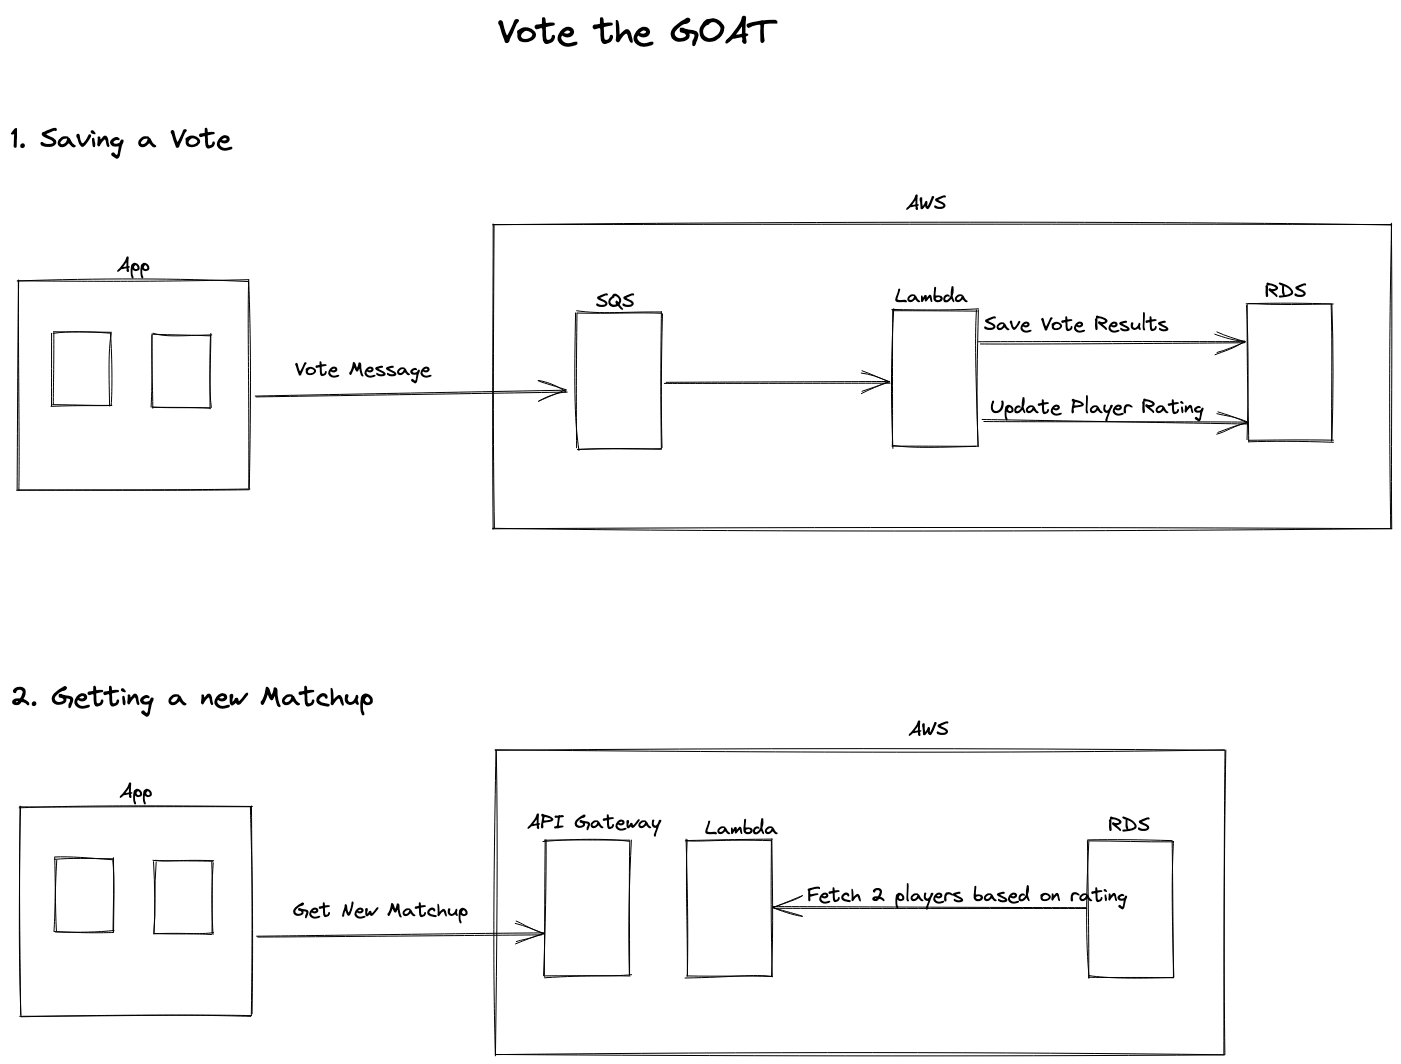 Vote the GOAT
1. Saving a Vote
AWS
App
SQS
Lambda
RDS
Save Vote Results
Vote Message
Update Player Rating
2. Getting a new Matchup
AWS
App
API Gateway
Lambda
RDS
Fetch 2 players based on rating
Get New Matchup